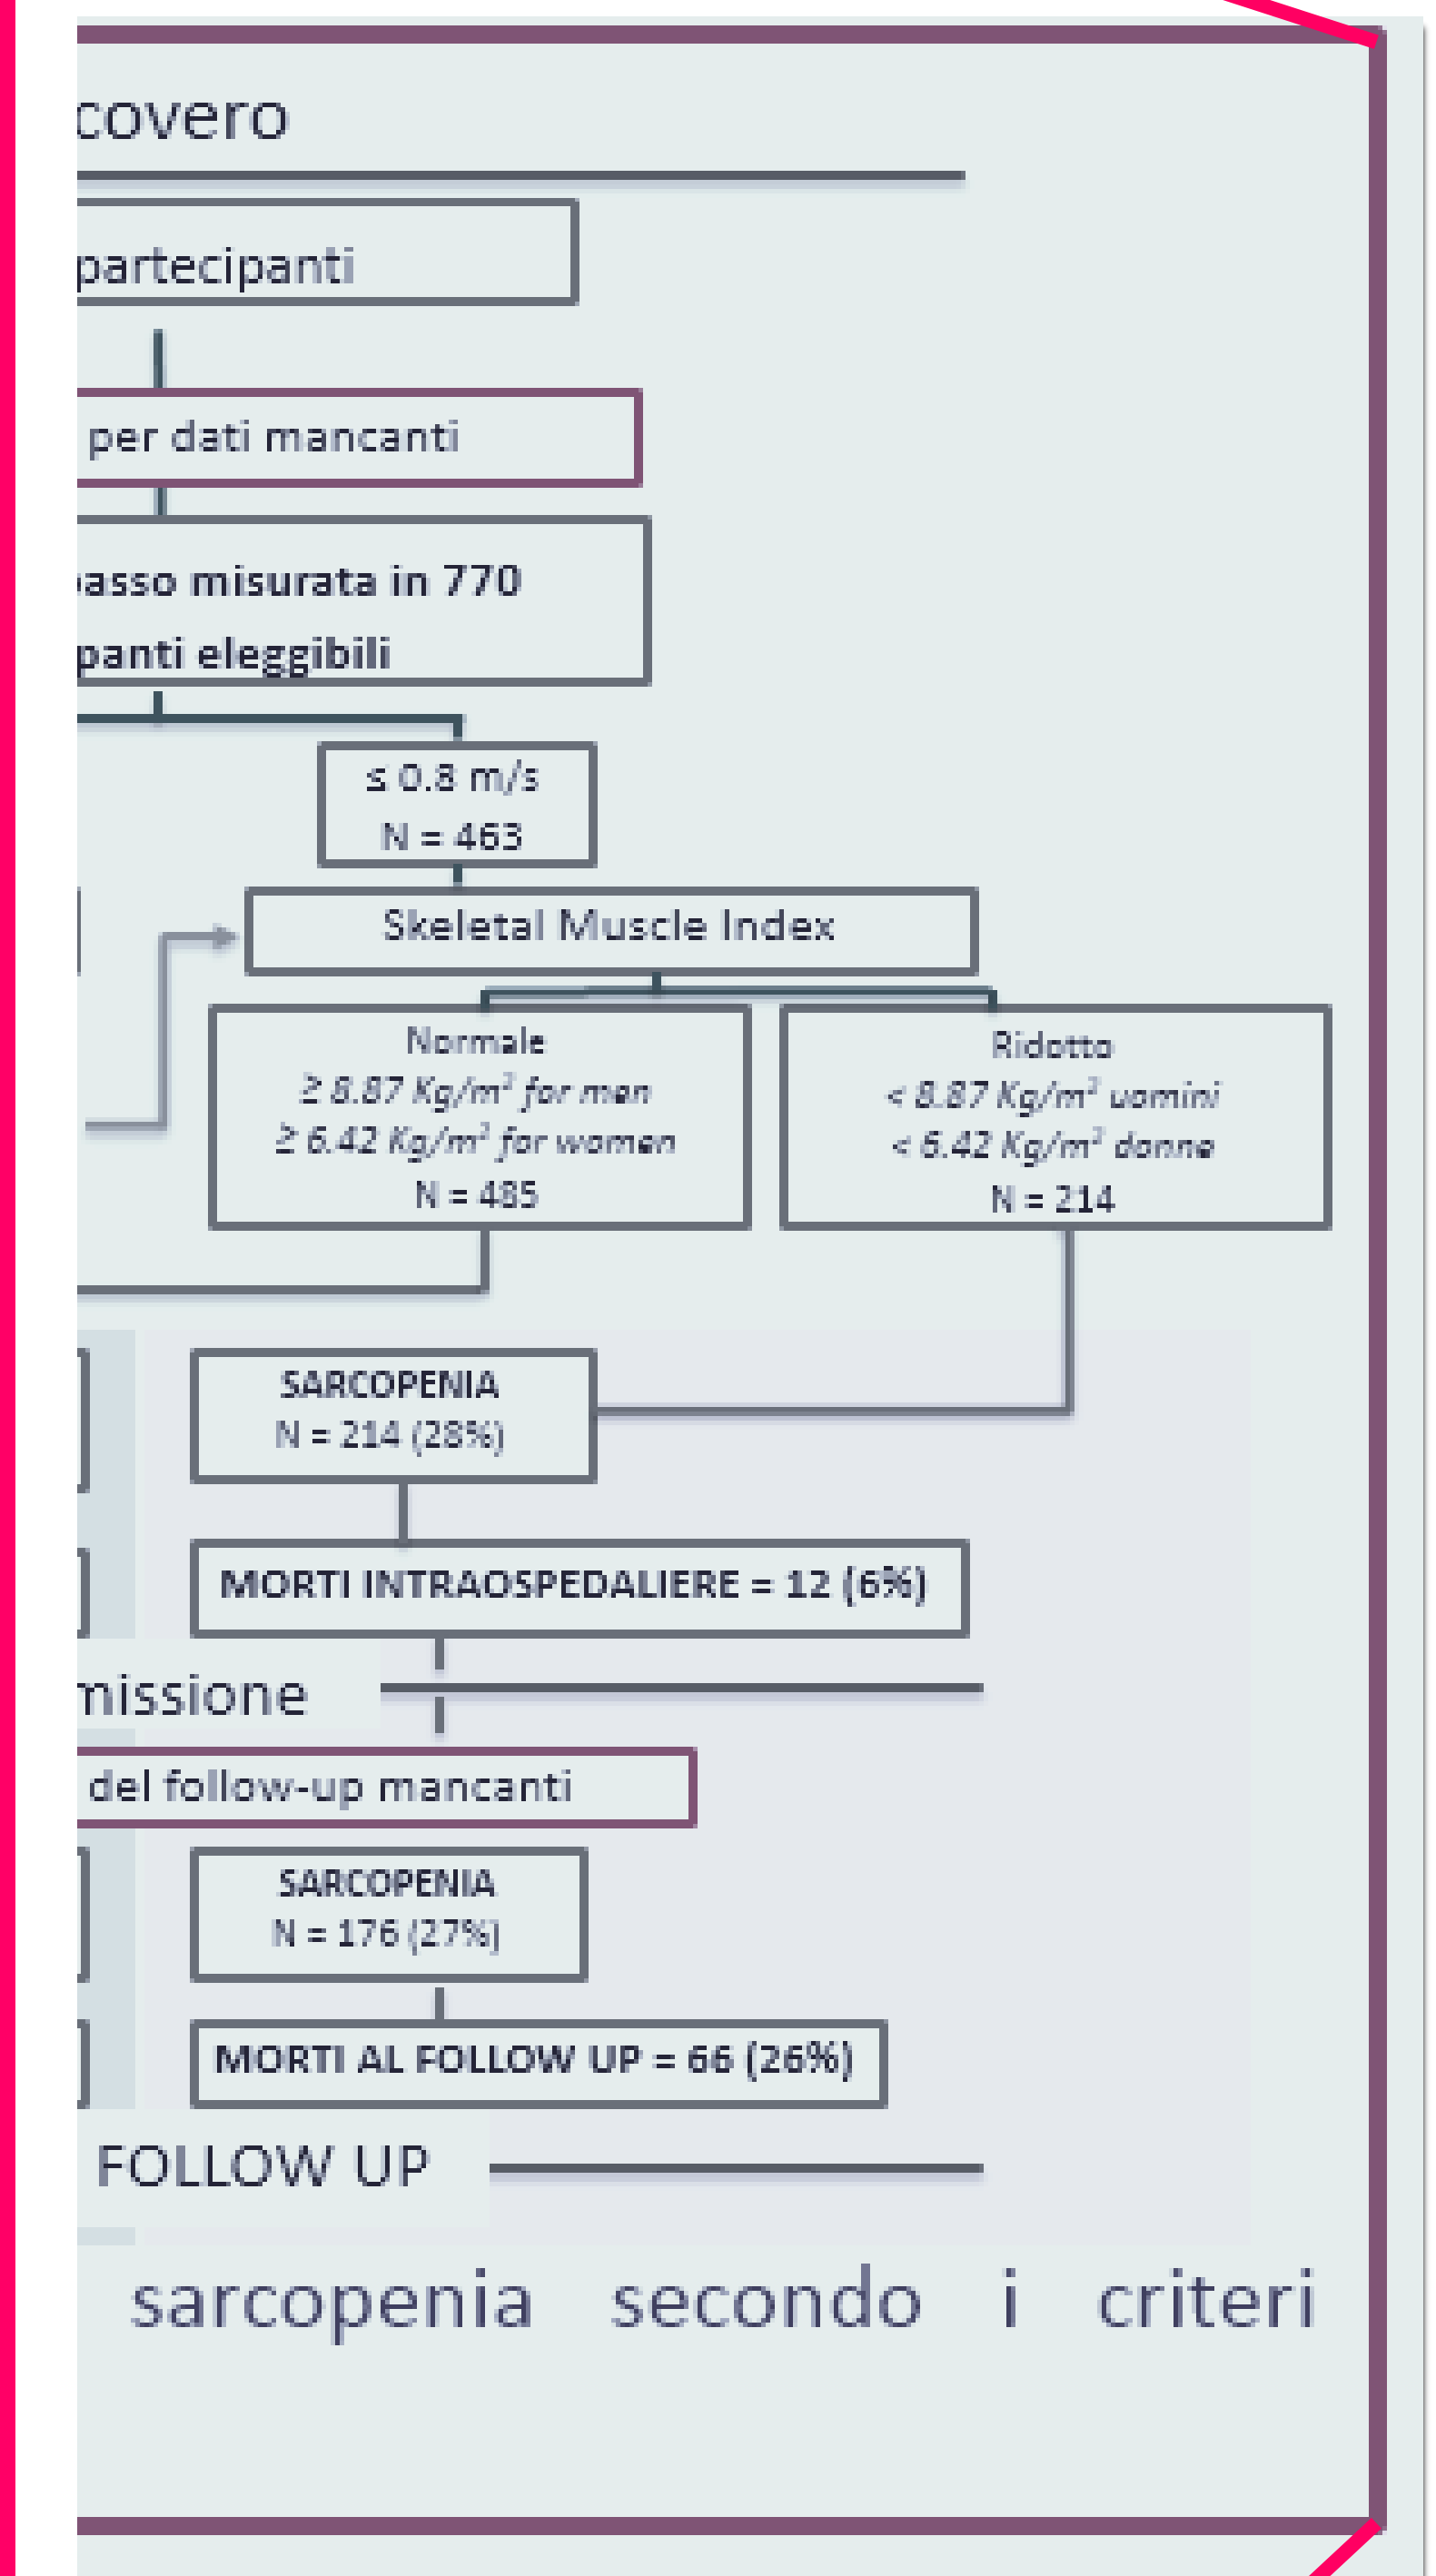 covero
partecipanti
per dati mancanti
passo misurata in 770
panti eleggibili
≤ 0.8 m/s
N = 463
Skeletal Muscle Index
Normale
≥ 8.87 Kg/m² for men
≥ 6.42 Kg/m² for women
N = 485
Ridotto
< 8.87 Kg/m² uomini
< 6.42 Kg/m² donne
N = 214
SARCOPENIA
N = 214 (28%)
MORTI INTRAOSPEDALIERE = 12 (6%)
missione
del follow-up mancanti
SARCOPENIA
N = 176 (27%)
MORTI AL FOLLOW UP = 66 (26%)
FOLLOW UP
sarcopenia secondo i criteri